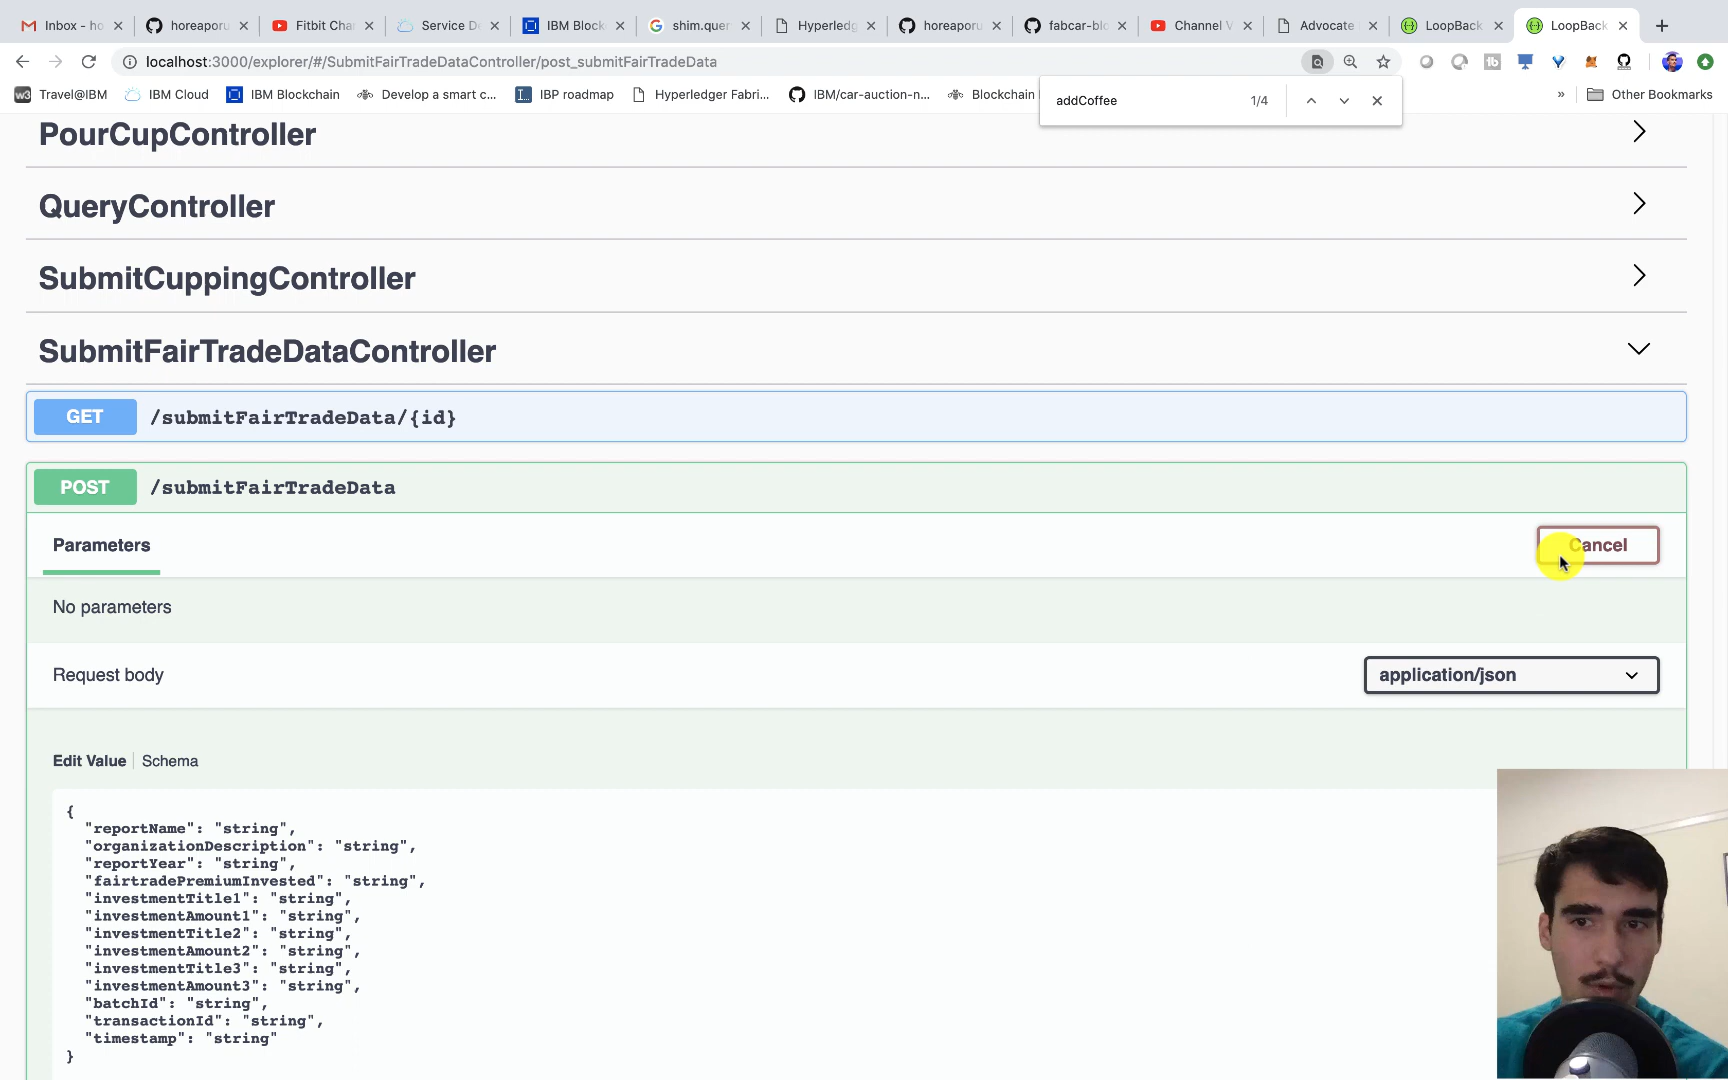 Inbox - ho
horeaporu
Fitbit Cha
Service De
IBM Block
shim.quer
Hyperledg
horeaporu
fabcar-blo
Channel V
Advocate
LoopBack
LoopBack
localhost:3000/explorer/#/SubmitFairTradeDataController/post_submitFairTradeData
w3 Travel@IBM
IBM Cloud
IBM Blockchain
Develop a smart c...
IBP roadmap
Hyperledger Fabri...
IBM/car-auction-n...
Blockchain
» Other Bookmarks
addCoffee 1/4
PourCupController
QueryController
SubmitCuppingController
SubmitFairTradeDataController
GET /submitFairTradeData/{id}
POST /submitFairTradeData
Parameters
Cancel
No parameters
Request body
application/json
Edit Value | Schema
{
"reportName": "string",
"organizationDescription": "string",
"reportYear": "string",
"fairtradePremiumInvested": "string",
"investmentTitle1": "string",
"investmentAmount1": "string",
"investmentTitle2": "string",
"investmentAmount2": "string",
"investmentTitle3": "string",
"investmentAmount3": "string",
"batchId": "string",
"transactionId": "string",
"timestamp": "string"
}